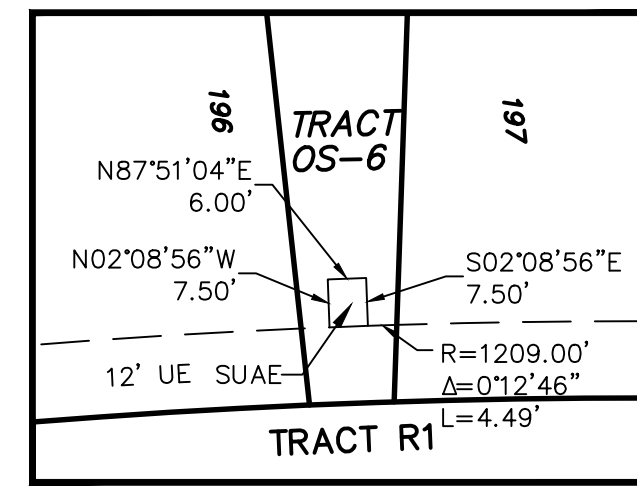 196
TRACT
OS-6
197
N87°51'04"E
6.00'
N02°08'56"W
7.50'
S02°08'56"E
7.50'
12' UE SUAE
R=1209.00'
Δ=0°12'46"
L=4.49'
TRACT R1